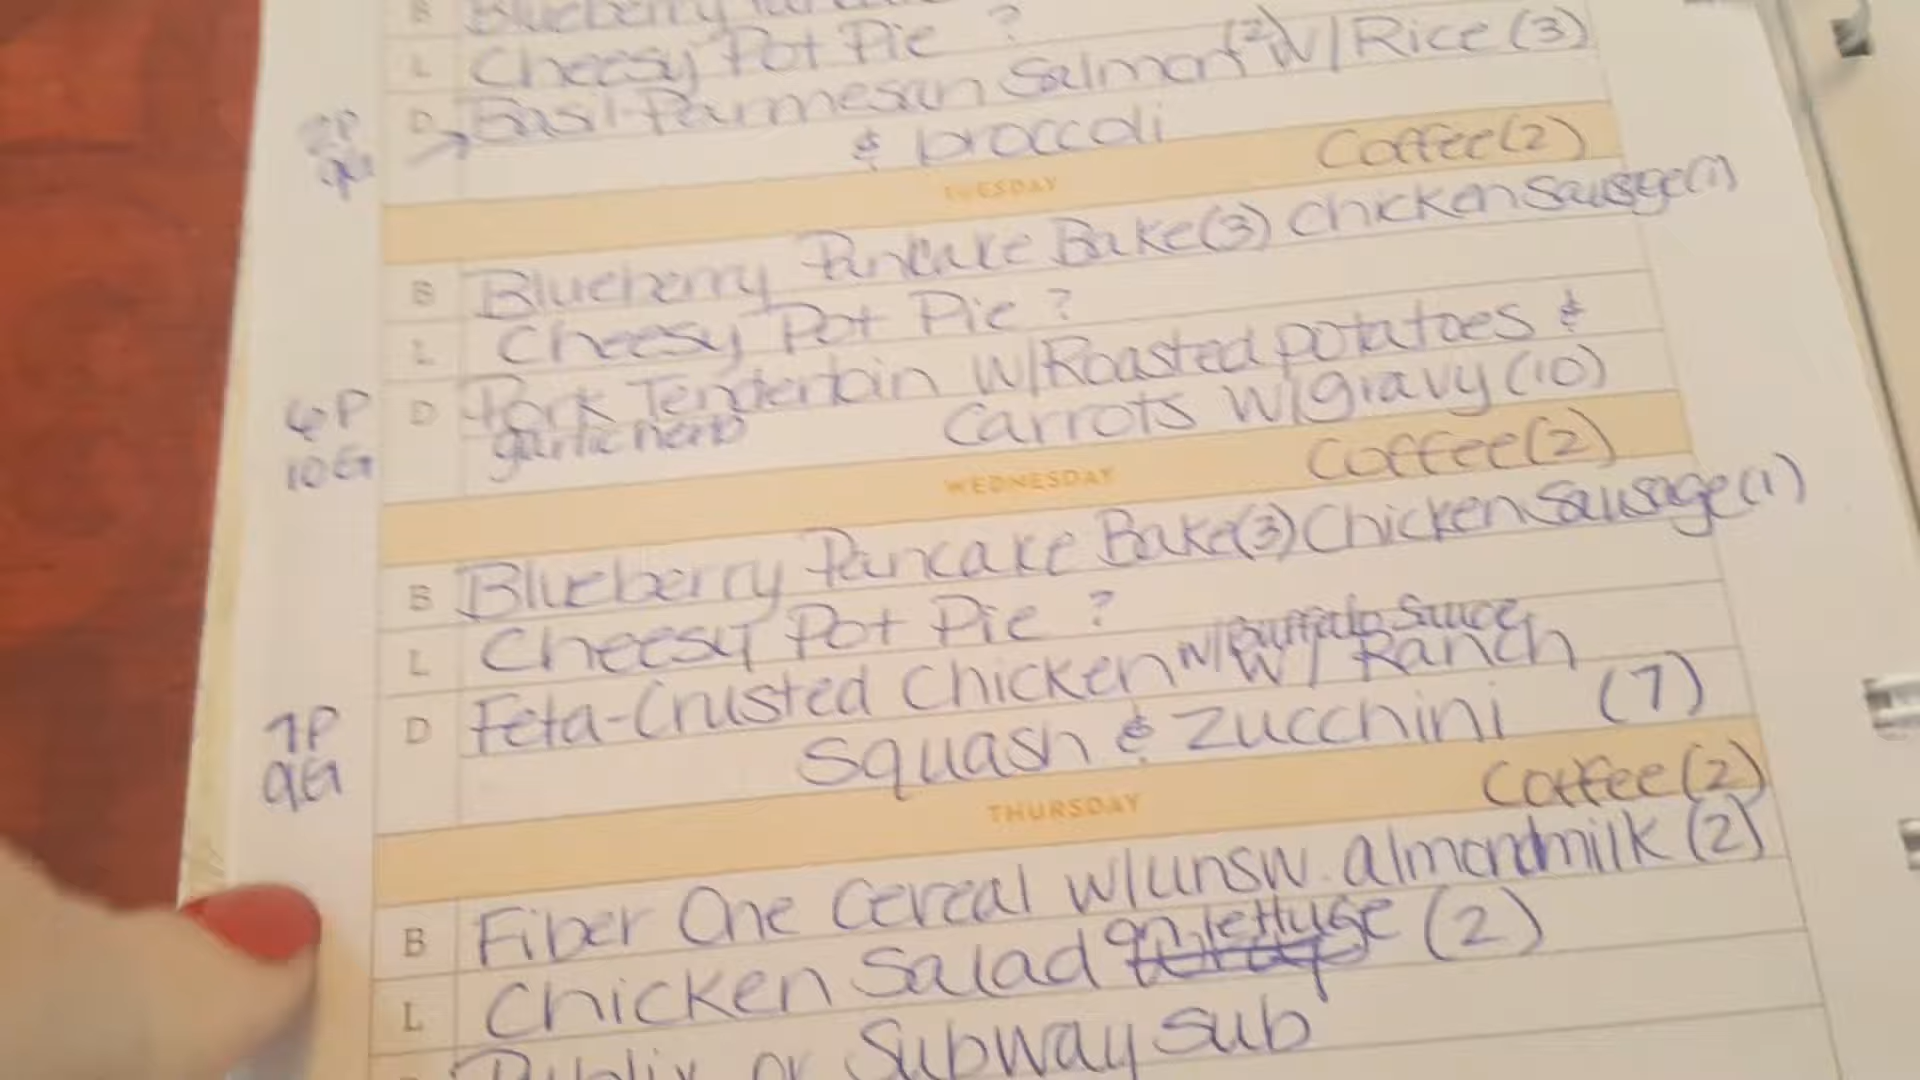 B Blueberry
L Cheesy Pot Pie ?
D Basil Parmesan Salmon (2) W/ Rice (3)
& broccoli
TUESDAY Coffee (2)
B Blueberry Pancake Bake (3) Chicken Sausage (1)
L Cheesy Pot Pie ?
6P D Pork Tenderloin W/ Roasted potatoes &
10G garlic herb Carrots W/ gravy (10)
WEDNESDAY Coffee (2)
B Blueberry Pancake Bake (3) Chicken Sausage (1)
L Cheesy Pot Pie ?
7P D Feta-Crusted Chicken W/ Buffalo Sauce W/ Ranch
9G Squash & Zucchini (7)
THURSDAY Coffee (2)
B Fiber One Cereal w/ unsw. almondmilk (2)
L Chicken Salad on lettuce (2)
Publix or Subway Sub